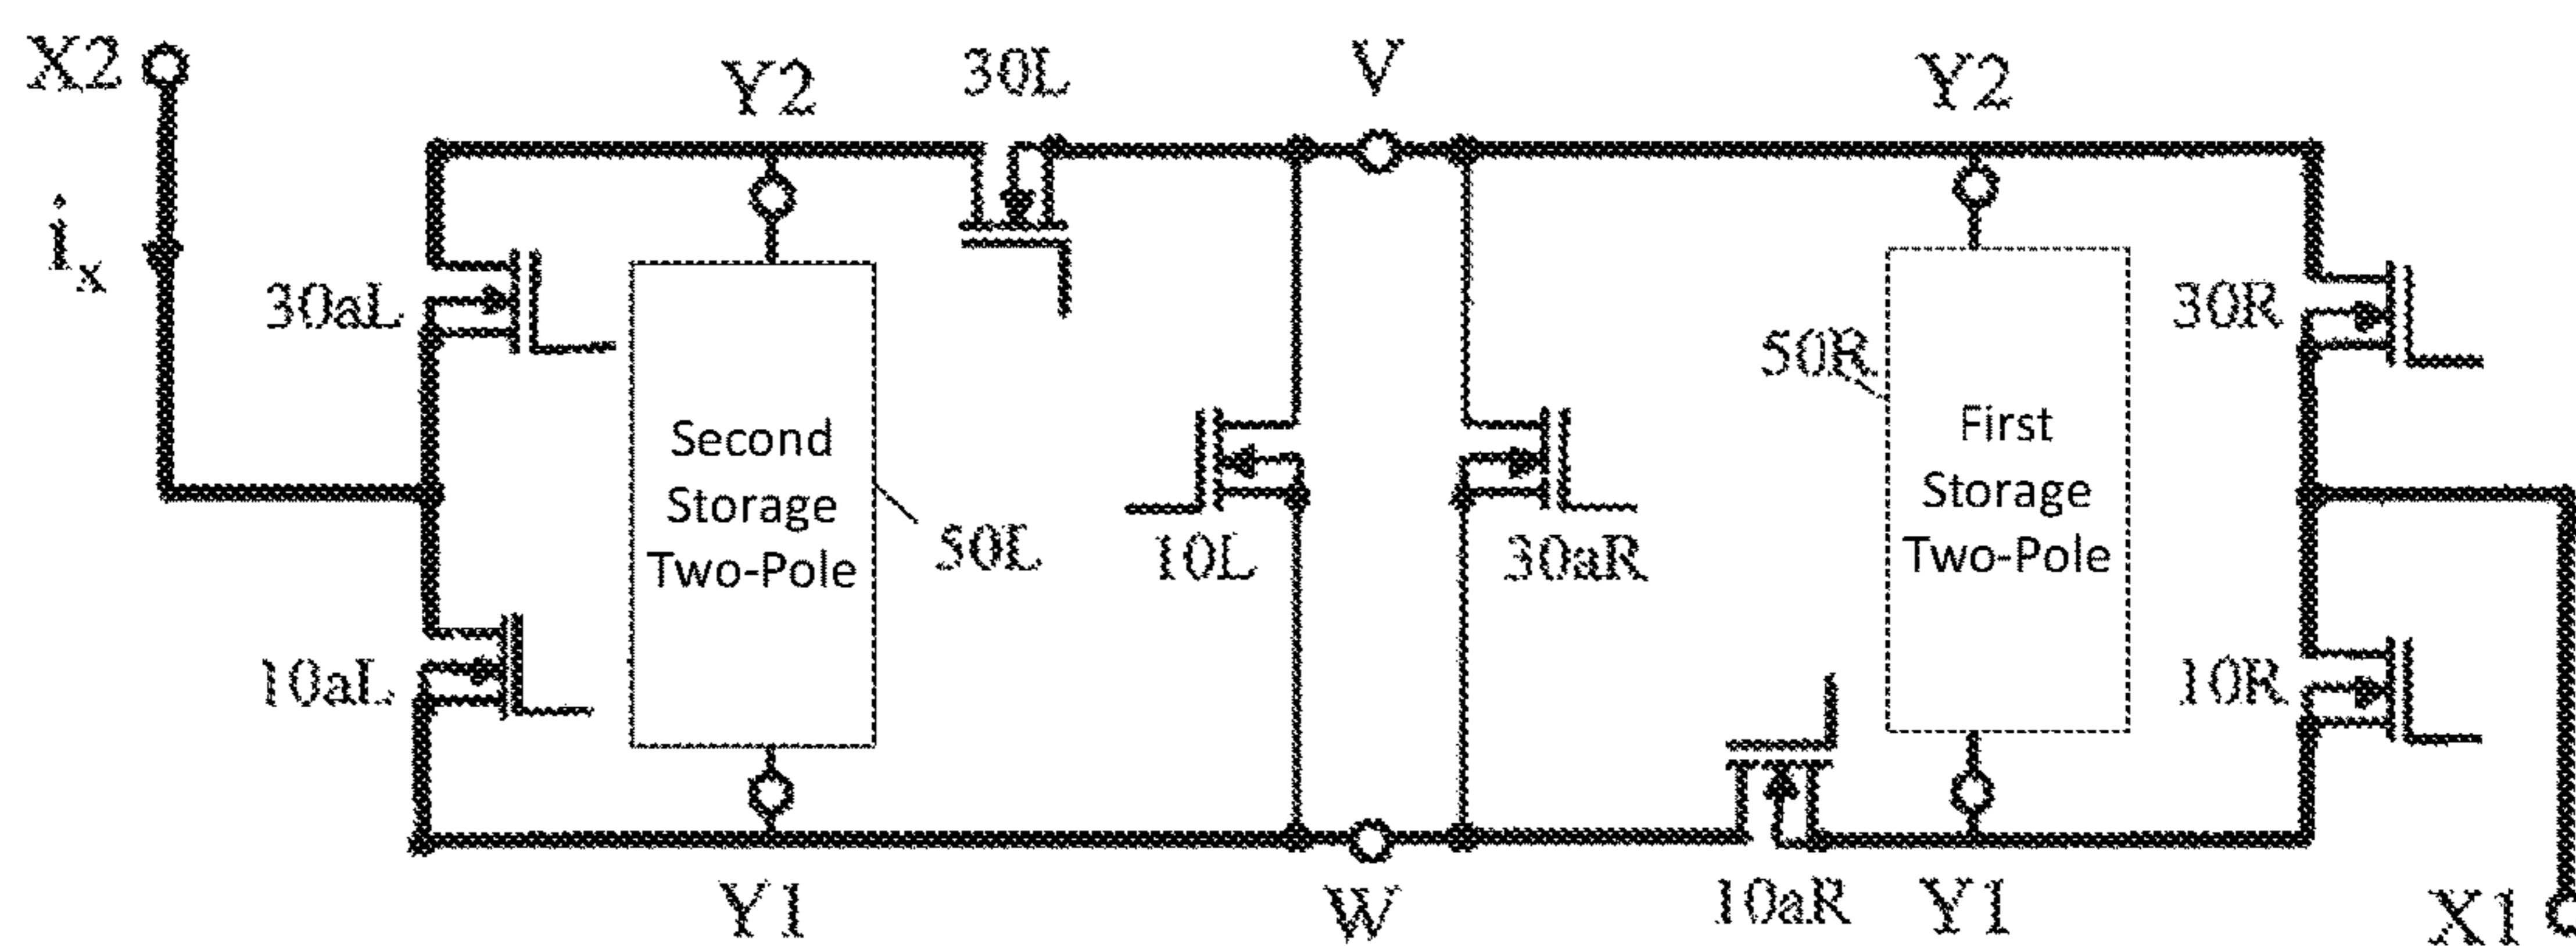 X2
Y2
30L
V
Y2
ix
30aL
30R
50R
Second
Storage
Two-Pole
First
Storage
Two-Pole
50L
10L
30aR
10aL
10R
Y1
W
10aR
Y1
X1